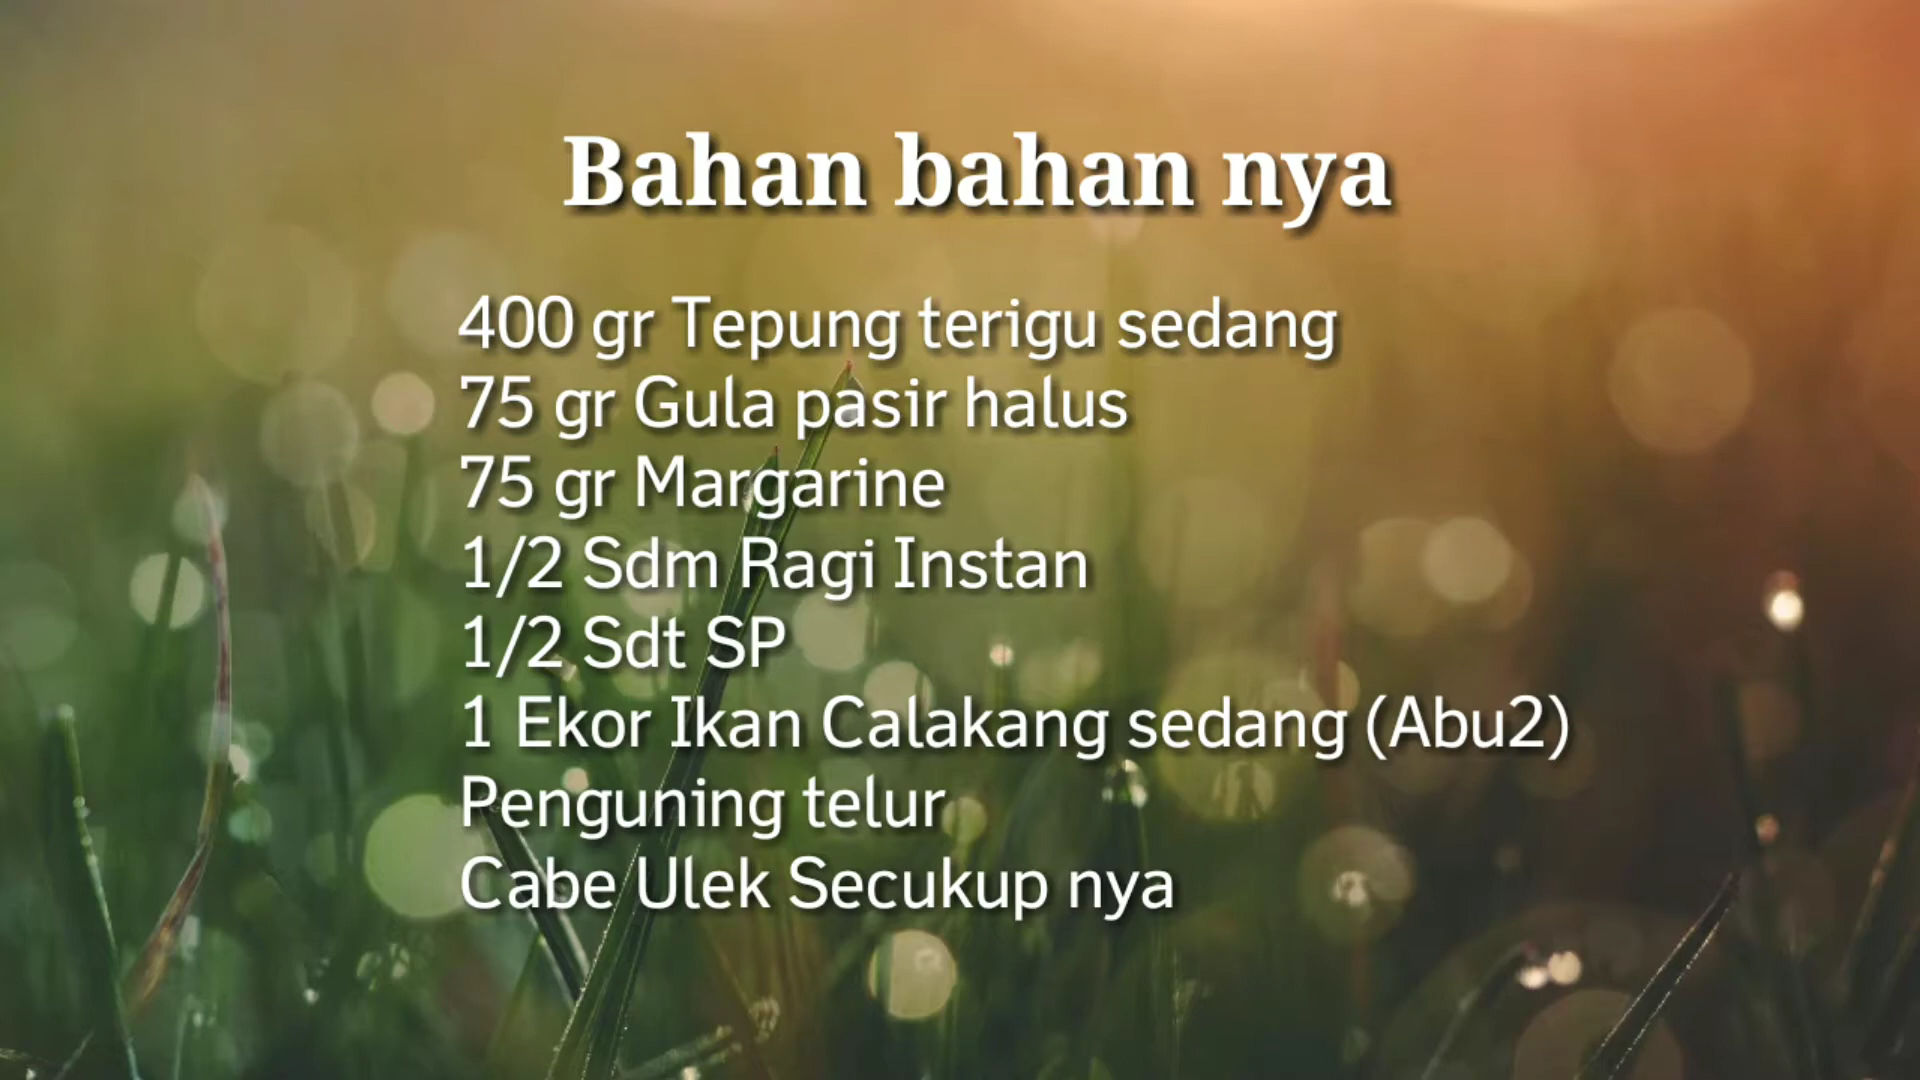 Bahan bahan nya
400 gr Tepung terigu sedang
75 gr Gula pasir halus
75 gr Margarine
1/2 Sdm Ragi Instan
1/2 Sdt SP
1 Ekor Ikan Calakang sedang (Abu2)
Penguning telur
Cabe Ulek Secukup nya